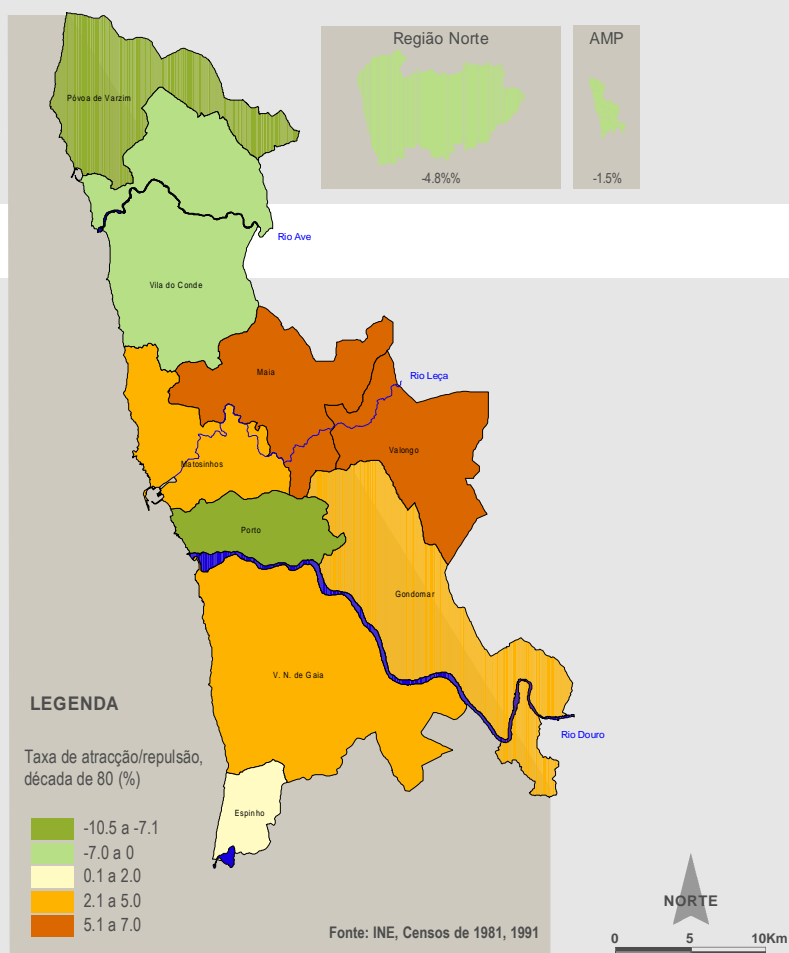 Região Norte
AMP
-4.8%%
-1.5%
Póvoa de Varzim
Rio Ave
Vila do Conde
Maia
Rio Leça
Valongo
Matosinhos
Porto
Gondomar
V. N. de Gaia
Rio Douro
Espinho
LEGENDA
Taxa de atracção/repulsão,
década de 80 (%)
-10.5 a -7.1
-7.0 a 0
0.1 a 2.0
2.1 a 5.0
5.1 a 7.0
Fonte: INE, Censos de 1981, 1991
NORTE
0 5 10Km